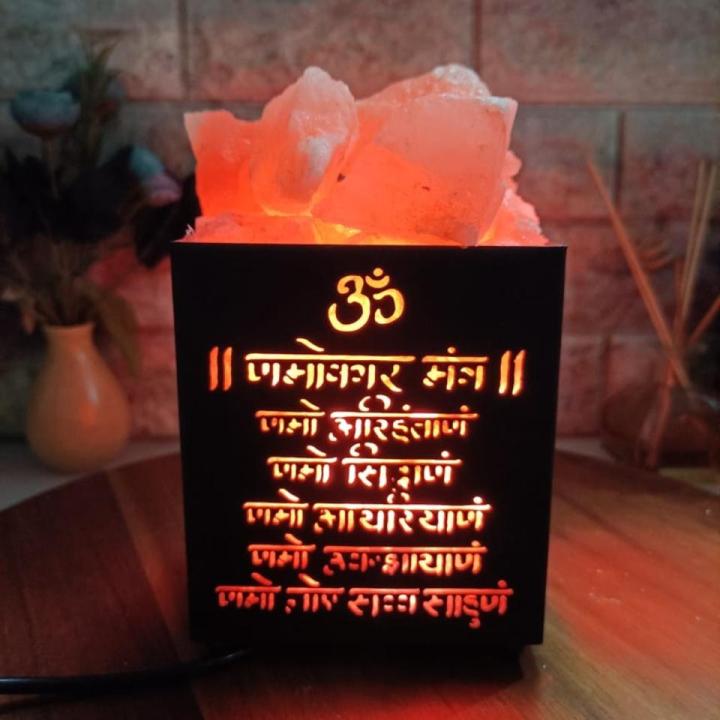 ॐ
॥ णमोकार मंत्र ॥
णमो अरिहंताणं
णमो सिद्धाणं
णमो आयरियाणं
णमो उवज्झायाणं
णमो लोए सव्व साहूणं